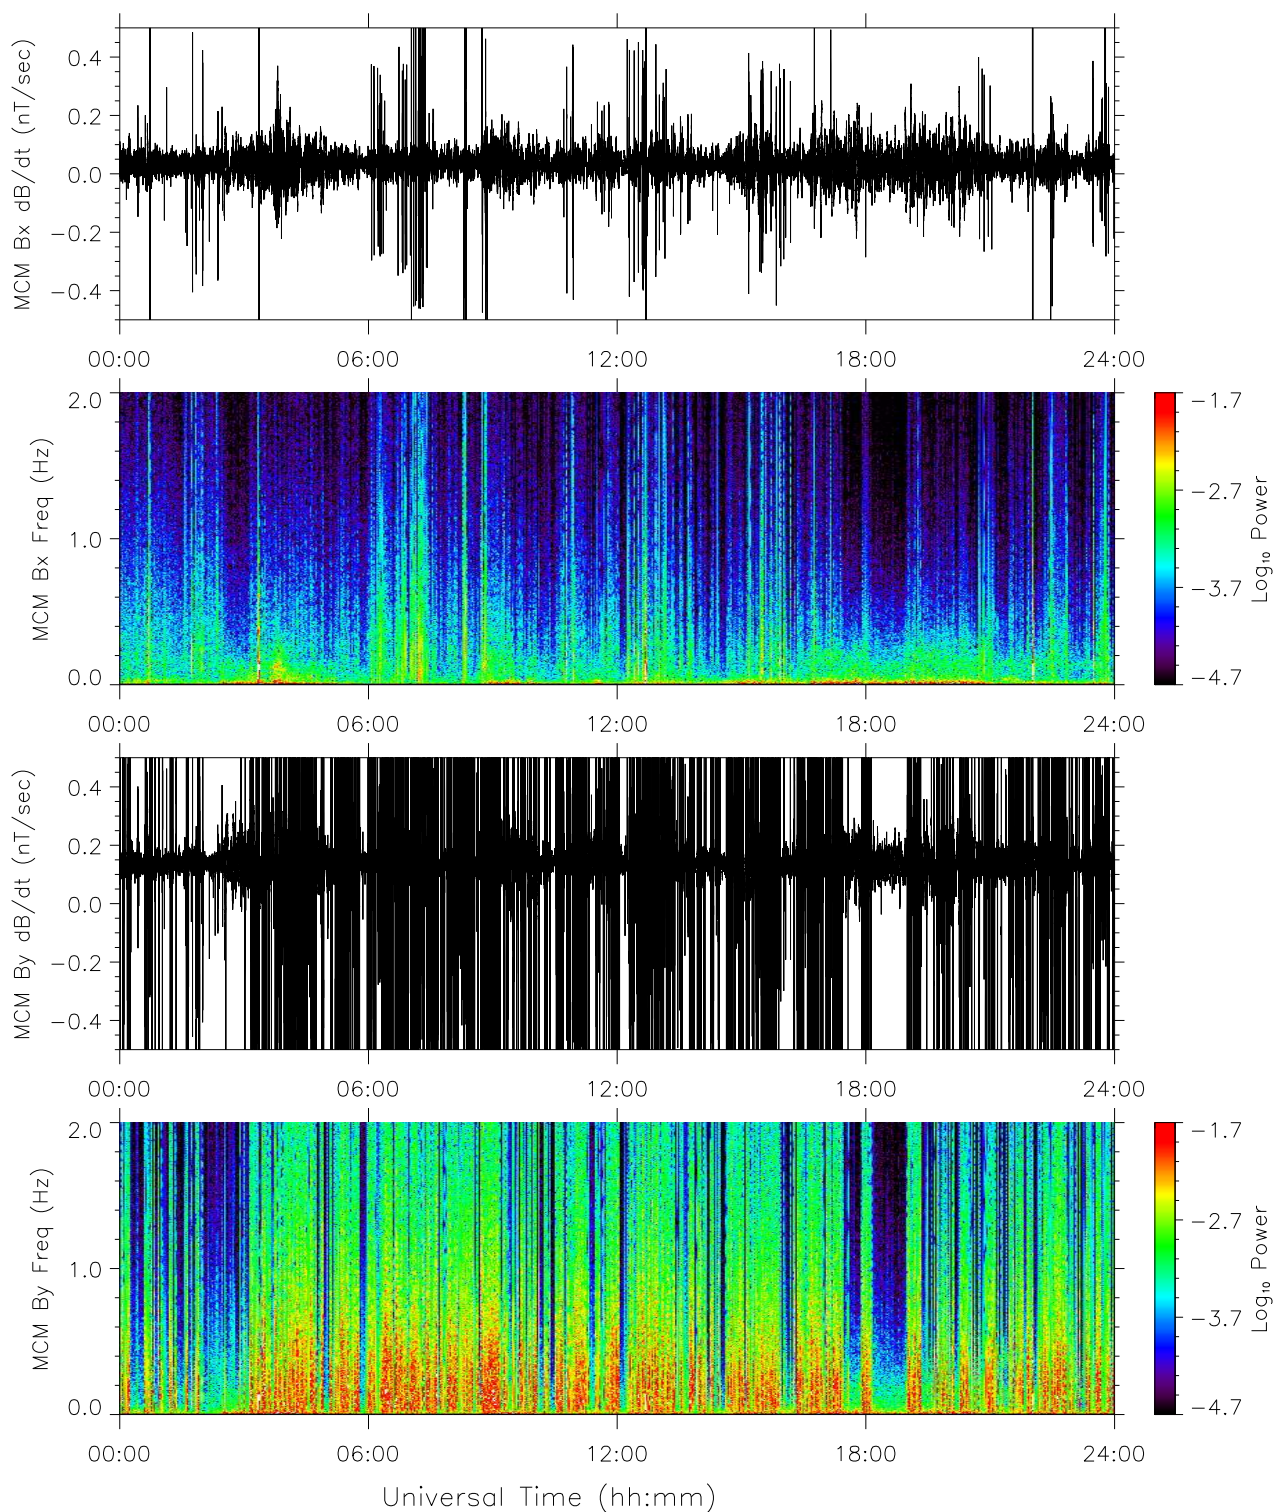 MCM Bx dB/dt (nT/sec)
0.4
0.2
0.0
−0.2
−0.4
00:00 06:00 12:00 18:00 24:00
MCM Bx Freq (Hz)
2.0
1.0
0.0
00:00 06:00 12:00 18:00 24:00
−1.7
−2.7
−3.7
−4.7
Log₁₀ Power
MCM By dB/dt (nT/sec)
0.4
0.2
0.0
−0.2
−0.4
00:00 06:00 12:00 18:00 24:00
MCM By Freq (Hz)
2.0
1.0
0.0
00:00 06:00 12:00 18:00 24:00
−1.7
−2.7
−3.7
−4.7
Log₁₀ Power
Universal Time (hh:mm)